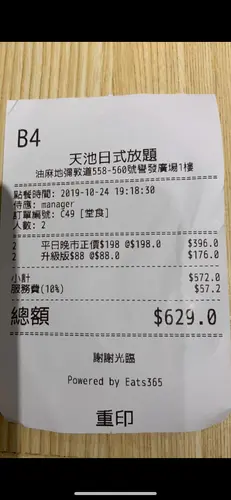 B4
天池日式放題
油麻地彌敦道558-560號譽發廣場1樓
點餐時間: 2019-10-24 19:18:30
侍應: manager
訂單編號: C49 [堂食]
人數: 2
2 平日晚市正價$198 @$198.0 $396.0
2 升級版$88 @$88.0 $176.0
小計 $572.0
服務費(10%) $57.2
總額 $629.0
謝謝光臨
Powered by Eats365
重印